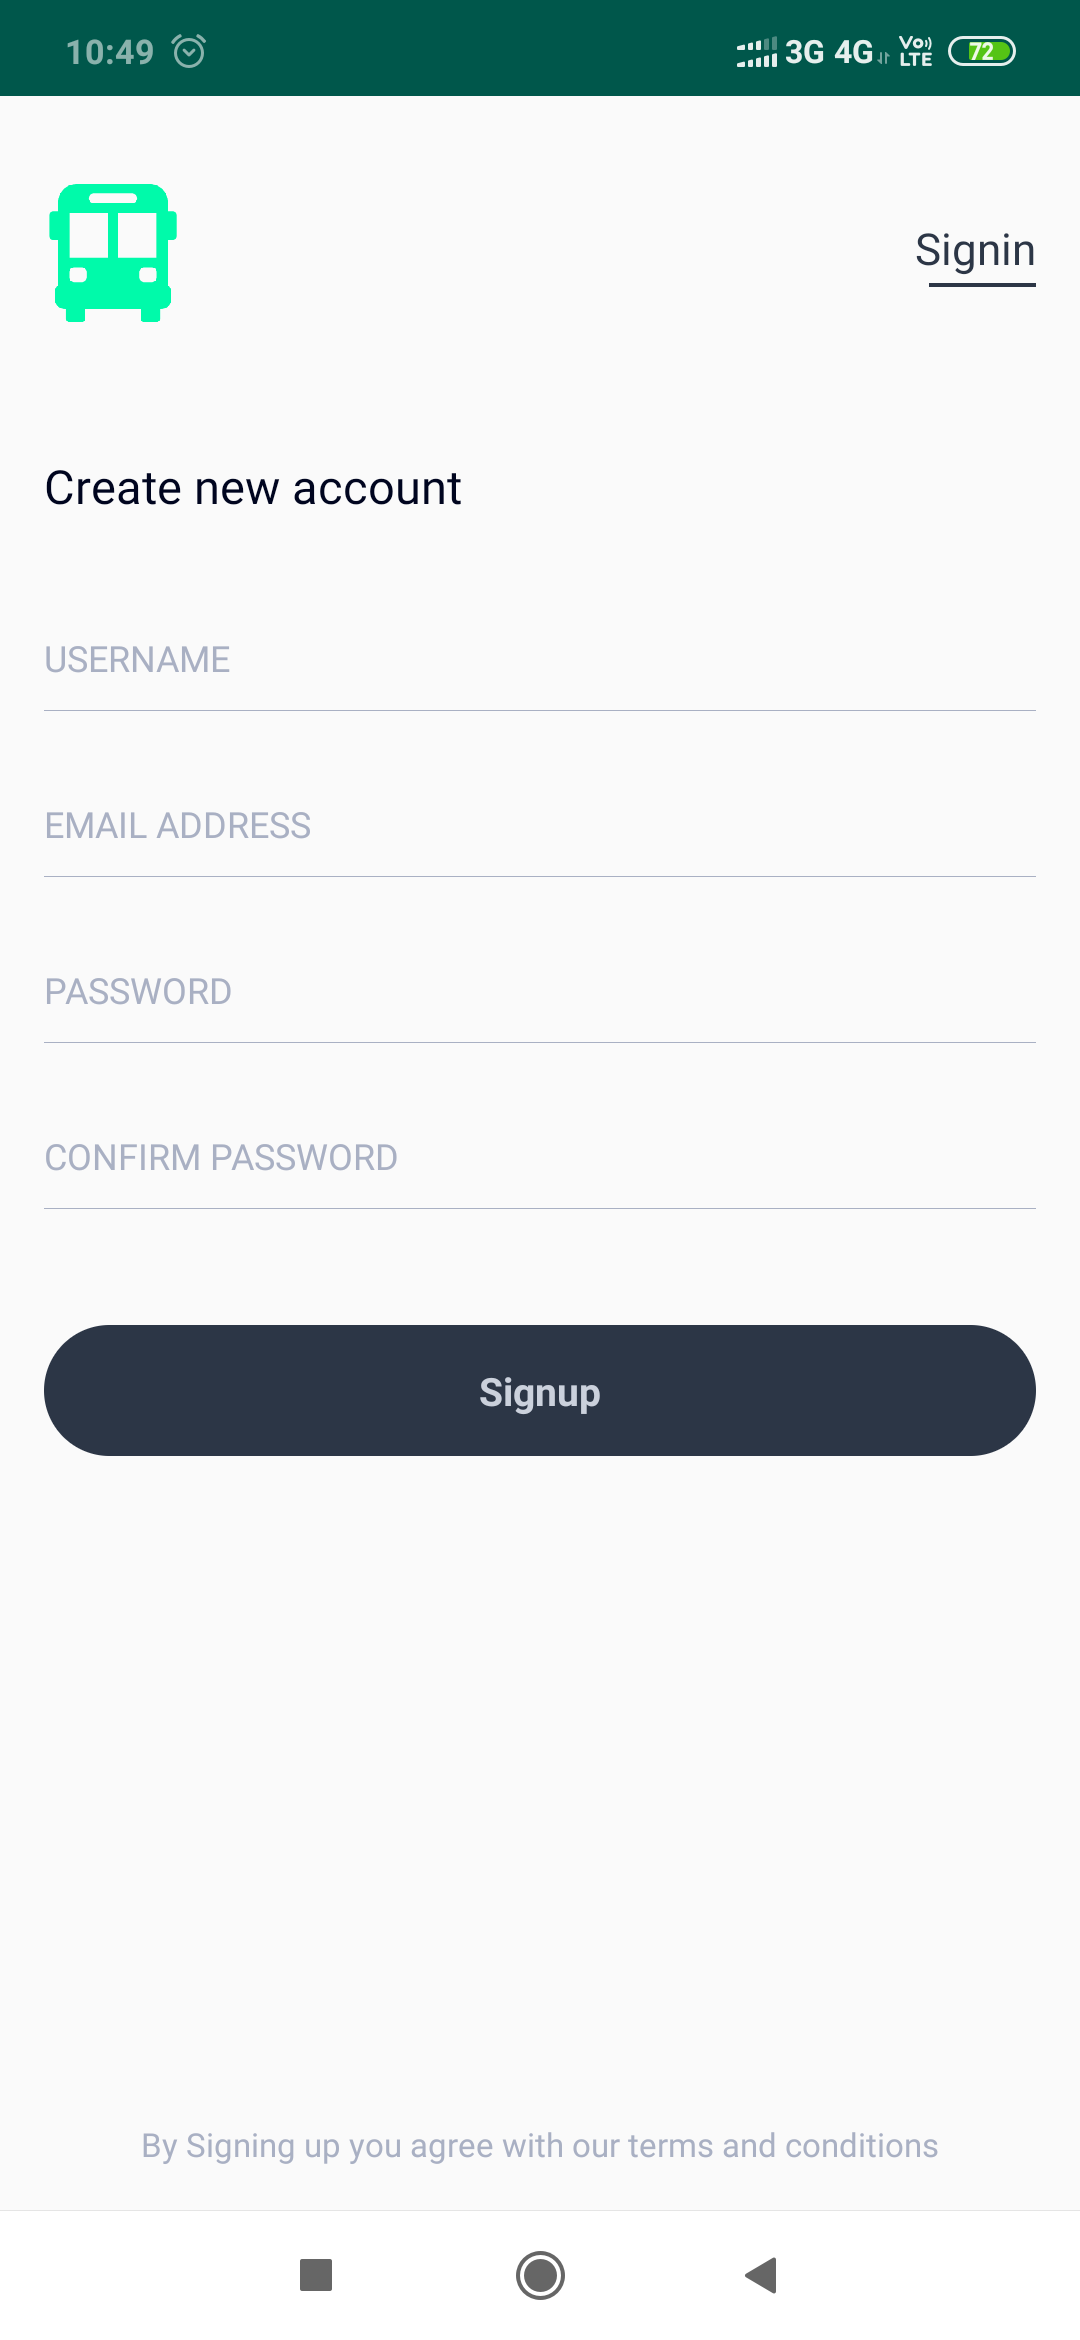 10:49 3G 4G Vo LTE 72
Signin
Create new account
USERNAME
EMAIL ADDRESS
PASSWORD
CONFIRM PASSWORD
Signup
By Signing up you agree with our terms and conditions